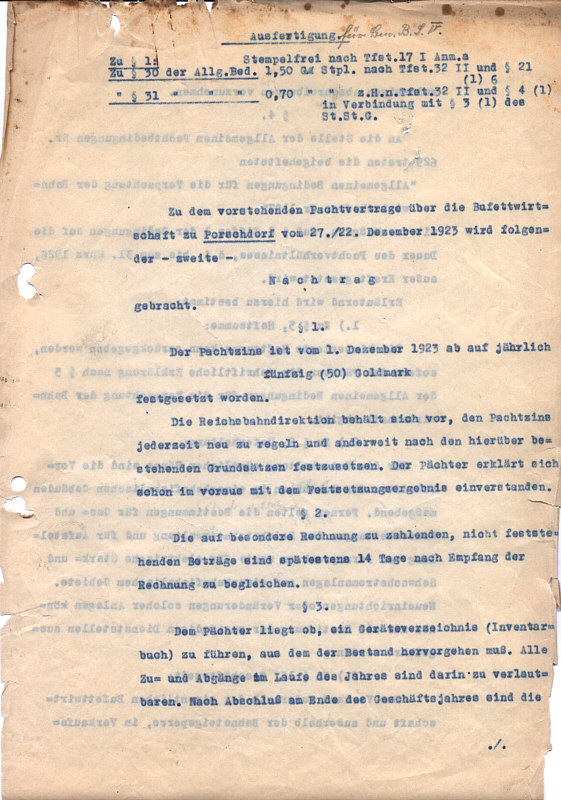 Ausfertigung. für
Zu § 1: Stempelfrei nach Tfst.17 I Anm.a
Zu § 30 der Allg.Bed. 1,50 GM Stpl. nach Tfst.32 II und § 21
(1) 6
" § 31 " " " 0,70 " " z.H.n.Tfst.32 II und § 4 (1)
in Verbindung mit § 3 (1) des
St.St.G.
Zu dem vorstehenden Pachtvertrage über die Bufettwirt=
schaft zu Porschdorf vom 27./22. Dezember 1923 wird folgen=
der - zweite -
N a c h t r a g
gebracht.
§ 1.
Der Pachtzins ist vom 1. Dezember 1923 ab auf jährlich
fünfzig (50) Goldmark
festgesetzt worden.
Die Reichsbahndirektion behält sich vor, den Pachtzins
jederzeit neu zu regeln und anderweit nach den hierüber be=
stehenden Grundsätzen festzusetzen. Der Pächter erklärt sich
schon im voraus mit dem Festsetzungsergebnis einverstanden.
§ 2.
Die auf besondere Rechnung zu zahlenden, nicht festste=
henden Beträge sind spätestens 14 Tage nach Empfang der
Rechnung zu begleichen.
§ 3.
Dem Pächter liegt ob, ein Geräteverzeichnis (Inventar=
buch) zu führen, aus dem der Bestand hervorgehen muß. Alle
Zu= und Abgänge im Laufe des Jahres sind darin zu verlaut=
baren. Nach Abschluß am Ende des Geschäftsjahres sind die
./.